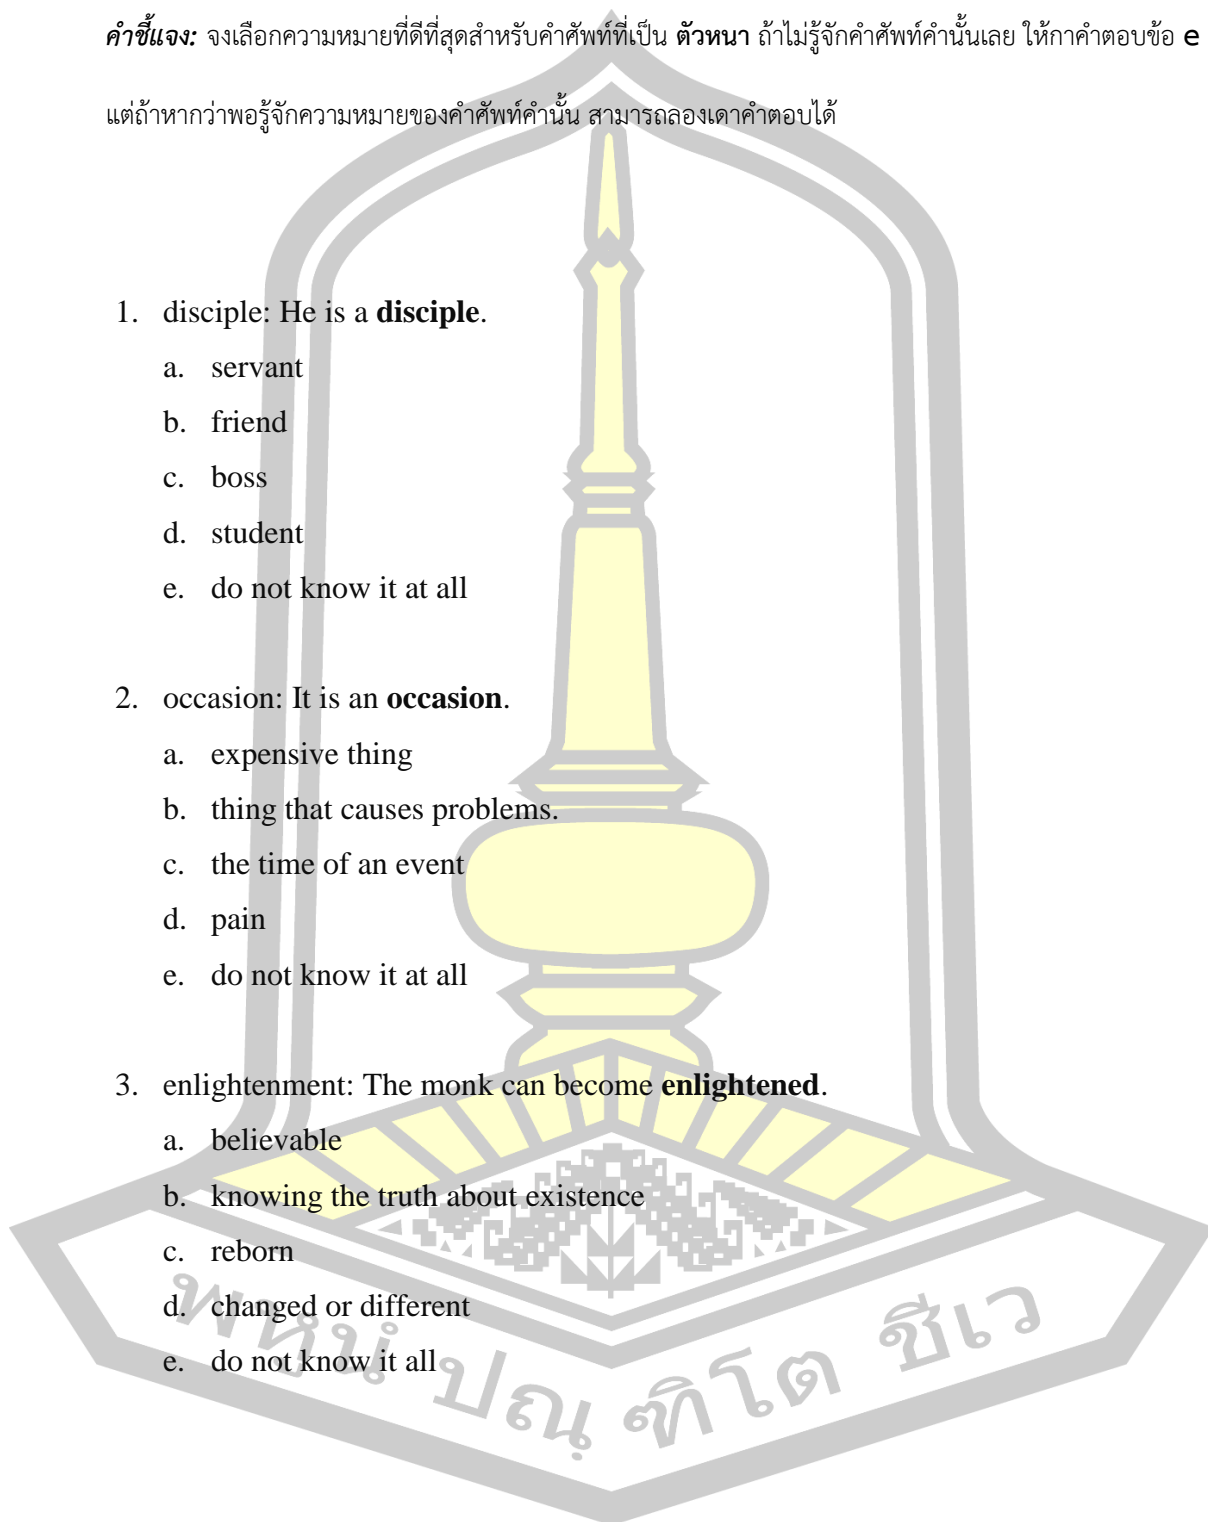 คำชี้แจง: จงเลือกความหมายที่ดีที่สุดสำหรับคำศัพท์ที่เป็น ตัวหนา ถ้าไม่รู้จักคำศัพท์คำนั้นเลย ให้กาคำตอบข้อ e
แต่ถ้าหากว่าพอรู้จักความหมายของคำศัพท์คำนั้น สามารถลองเดาคำตอบได้
1. disciple: He is a disciple.
a. servant
b. friend
c. boss
d. student
e. do not know it at all
2. occasion: It is an occasion.
a. expensive thing
b. thing that causes problems.
c. the time of an event
d. pain
e. do not know it at all
3. enlightenment: The monk can become enlightened.
a. believable
b. knowing the truth about existence
c. reborn
d. changed or different
e. do not know it all
พหูนํ ปณฺฑิโต ชีเว